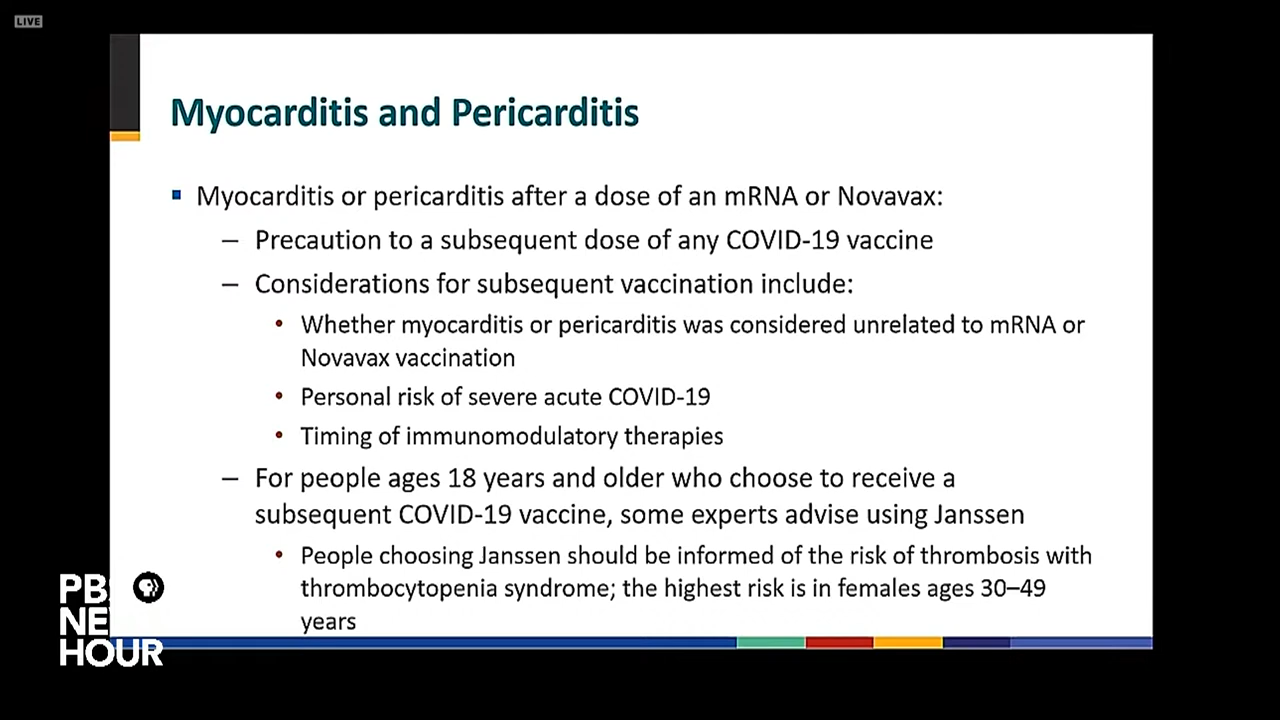 LIVE
Myocarditis and Pericarditis
Myocarditis or pericarditis after a dose of an mRNA or Novavax:
– Precaution to a subsequent dose of any COVID-19 vaccine
– Considerations for subsequent vaccination include:
• Whether myocarditis or pericarditis was considered unrelated to mRNA or
Novavax vaccination
• Personal risk of severe acute COVID-19
• Timing of immunomodulatory therapies
– For people ages 18 years and older who choose to receive a
subsequent COVID-19 vaccine, some experts advise using Janssen
• People choosing Janssen should be informed of the risk of thrombosis with
thrombocytopenia syndrome; the highest risk is in females ages 30–49
years
PB
NE
HOUR